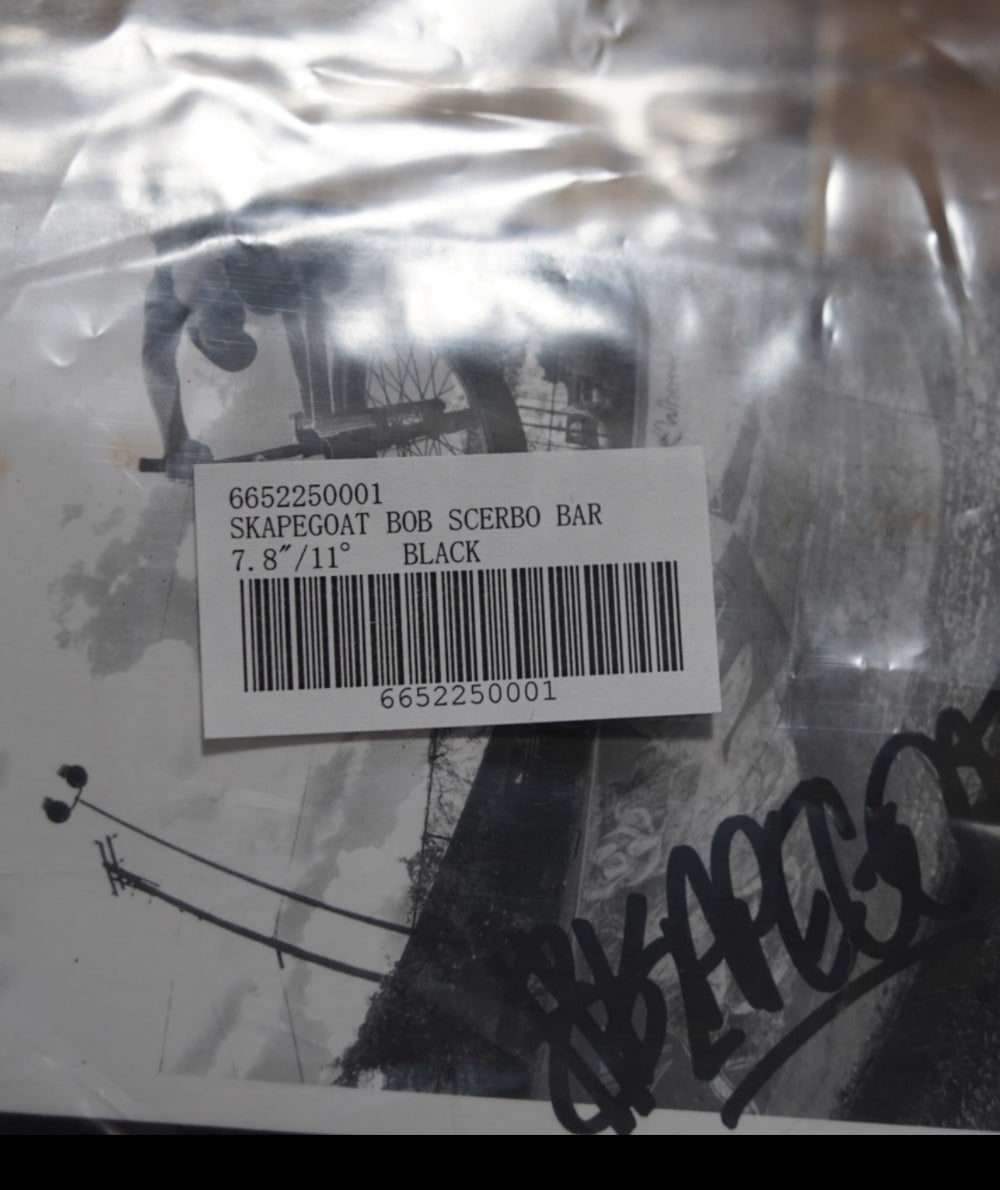 6652250001
SKAPEGOAT BOB SCERBO BAR
7.8″/11° BLACK
6652250001